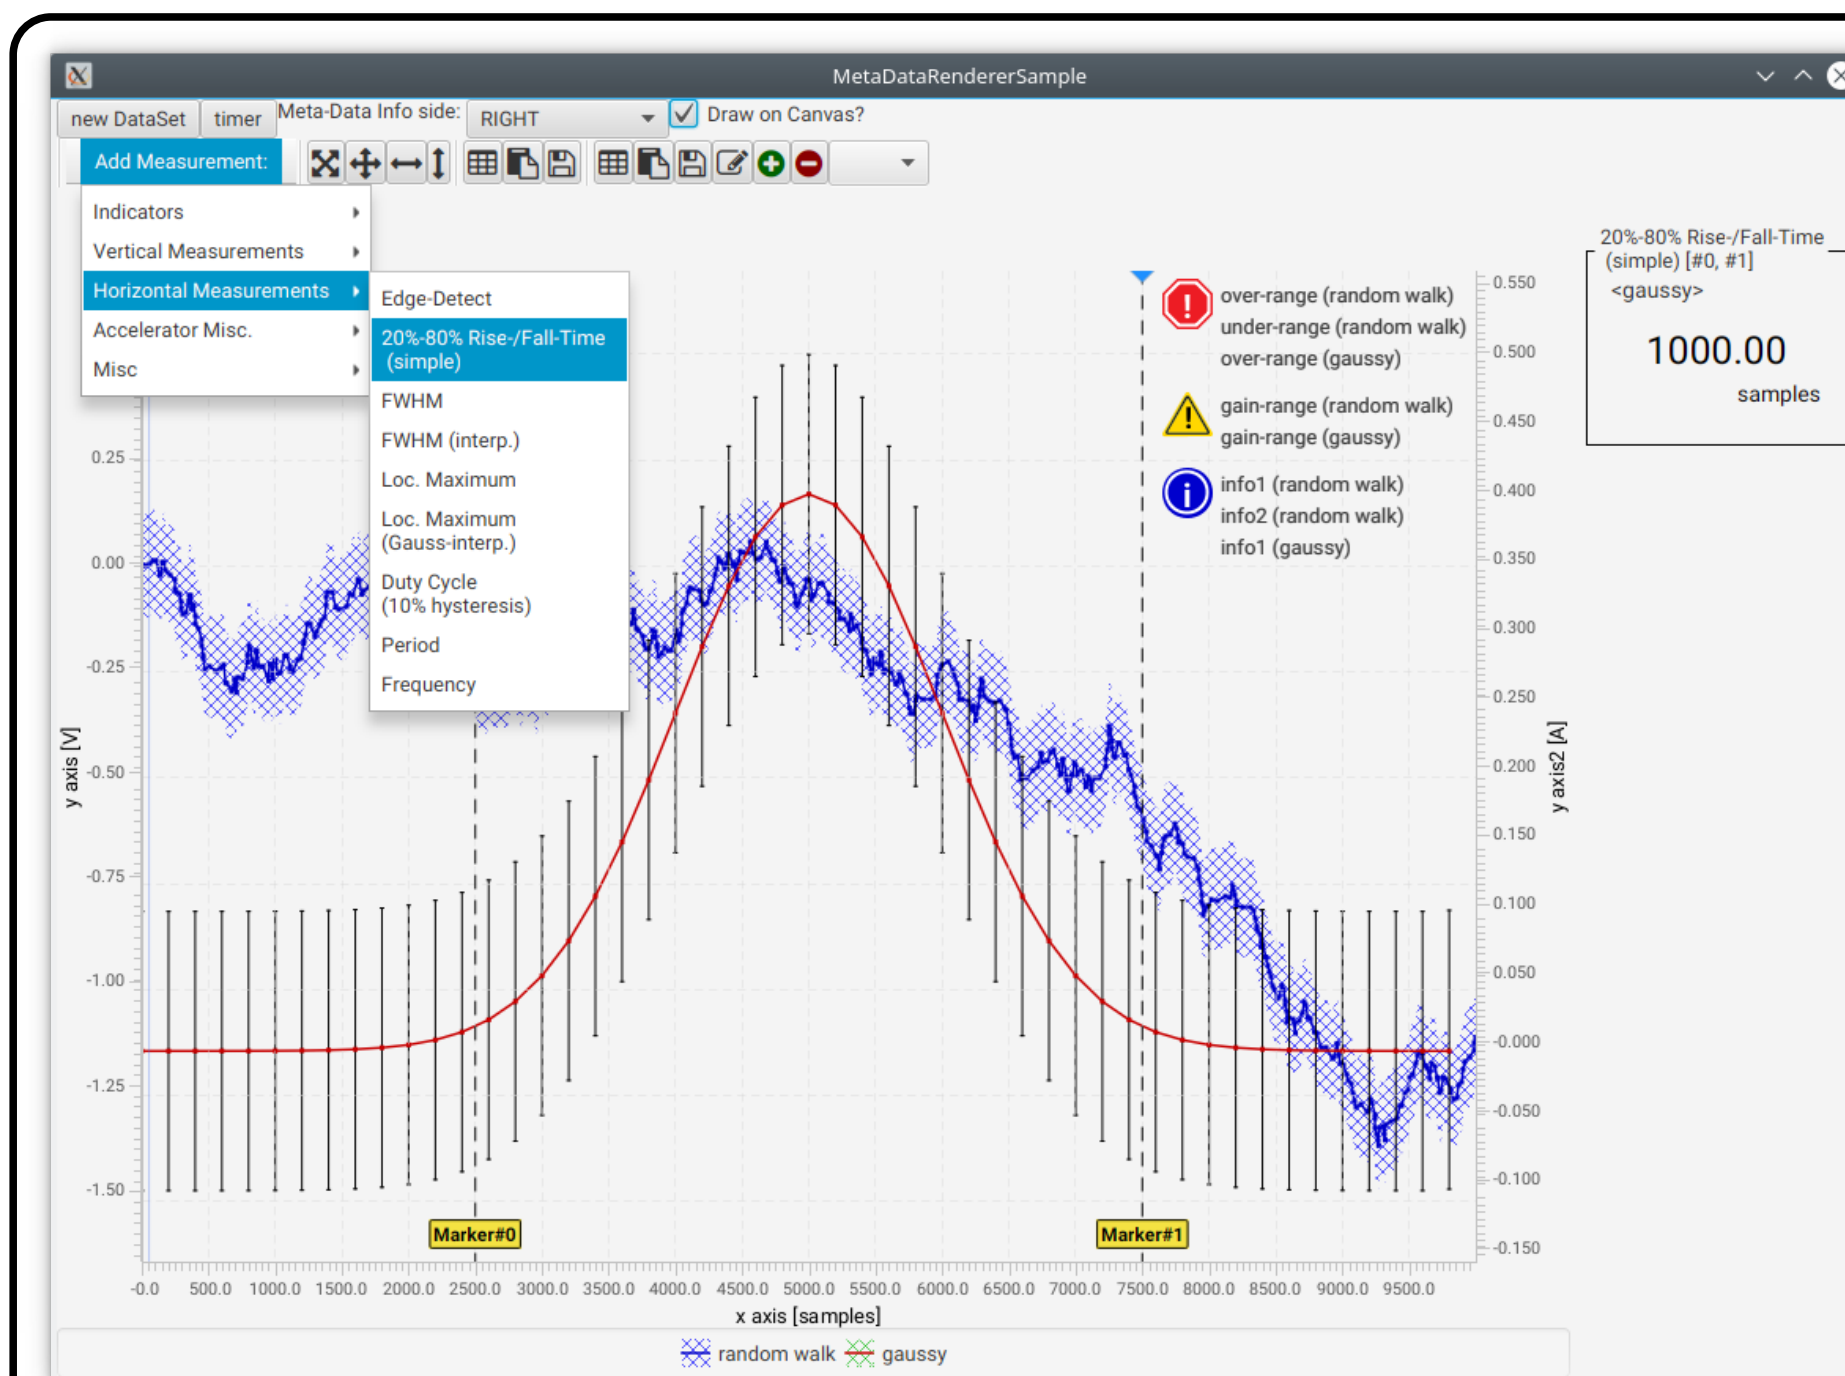 MetaDataRendererSample
new DataSet timer Meta-Data Info side: RIGHT Draw on Canvas?
Add Measurement:
Indicators
Vertical Measurements
Horizontal Measurements
Accelerator Misc.
Misc
Edge-Detect
20%-80% Rise-/Fall-Time
(simple)
FWHM
FWHM (interp.)
Loc. Maximum
Loc. Maximum
(Gauss-interp.)
Duty Cycle
(10% hysteresis)
Period
Frequency
over-range (random walk)
under-range (random walk)
over-range (gaussy)
gain-range (random walk)
gain-range (gaussy)
info1 (random walk)
info2 (random walk)
info1 (gaussy)
20%-80% Rise-/Fall-Time
(simple) [#0, #1]
<gaussy>
1000.00
samples
y axis [V]
0.25
0.00
-0.25
-0.50
-0.75
-1.00
-1.25
-1.50
0.550
0.500
0.450
0.400
0.350
0.300
0.250
0.200
0.150
0.100
0.050
-0.000
-0.050
-0.100
-0.150
y axis2 [A]
Marker#0 Marker#1
-0.0 500.0 1000.0 1500.0 2000.0 2500.0 3000.0 3500.0 4000.0 4500.0 5000.0 5500.0 6000.0 6500.0 7000.0 7500.0 8000.0 8500.0 9000.0 9500.0
x axis [samples]
random walk gaussy